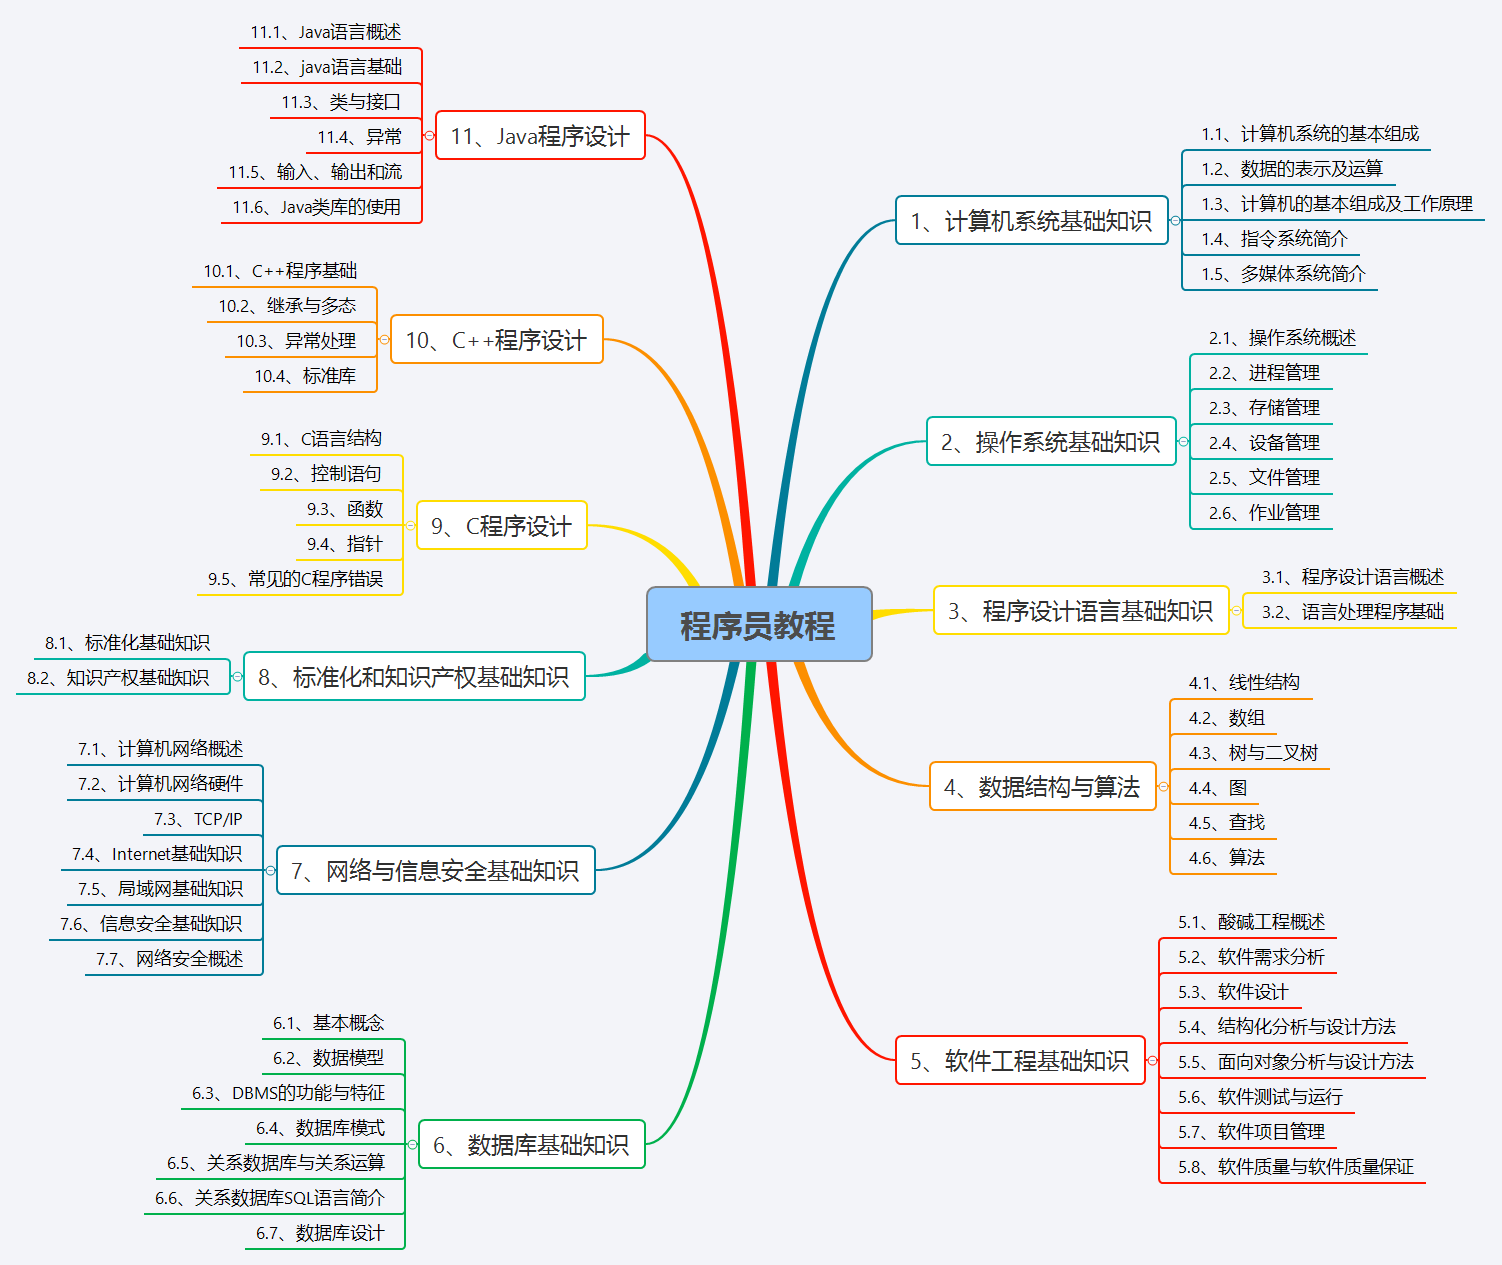 程序员教程
1、计算机系统基础知识
1.1、计算机系统的基本组成
1.2、数据的表示及运算
1.3、计算机的基本组成及工作原理
1.4、指令系统简介
1.5、多媒体系统简介
2、操作系统基础知识
2.1、操作系统概述
2.2、进程管理
2.3、存储管理
2.4、设备管理
2.5、文件管理
2.6、作业管理
3、程序设计语言基础知识
3.1、程序设计语言概述
3.2、语言处理程序基础
4、数据结构与算法
4.1、线性结构
4.2、数组
4.3、树与二叉树
4.4、图
4.5、查找
4.6、算法
5、软件工程基础知识
5.1、酸碱工程概述
5.2、软件需求分析
5.3、软件设计
5.4、结构化分析与设计方法
5.5、面向对象分析与设计方法
5.6、软件测试与运行
5.7、软件项目管理
5.8、软件质量与软件质量保证
6、数据库基础知识
6.1、基本概念
6.2、数据模型
6.3、DBMS的功能与特征
6.4、数据库模式
6.5、关系数据库与关系运算
6.6、关系数据库SQL语言简介
6.7、数据库设计
7、网络与信息安全基础知识
7.1、计算机网络概述
7.2、计算机网络硬件
7.3、TCP/IP
7.4、Internet基础知识
7.5、局域网基础知识
7.6、信息安全基础知识
7.7、网络安全概述
8、标准化和知识产权基础知识
8.1、标准化基础知识
8.2、知识产权基础知识
9、C程序设计
9.1、C语言结构
9.2、控制语句
9.3、函数
9.4、指针
9.5、常见的C程序错误
10、C++程序设计
10.1、C++程序基础
10.2、继承与多态
10.3、异常处理
10.4、标准库
11、Java程序设计
11.1、Java语言概述
11.2、java语言基础
11.3、类与接口
11.4、异常
11.5、输入、输出和流
11.6、Java类库的使用